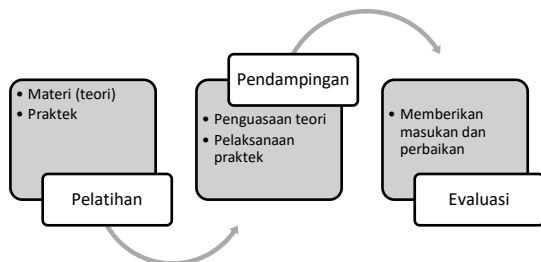 • Materi (teori)
• Praktek
Pelatihan
Pendampingan
• Penguasaan teori
• Pelaksanaan
praktek
• Memberikan
masukan dan
perbaikan
Evaluasi